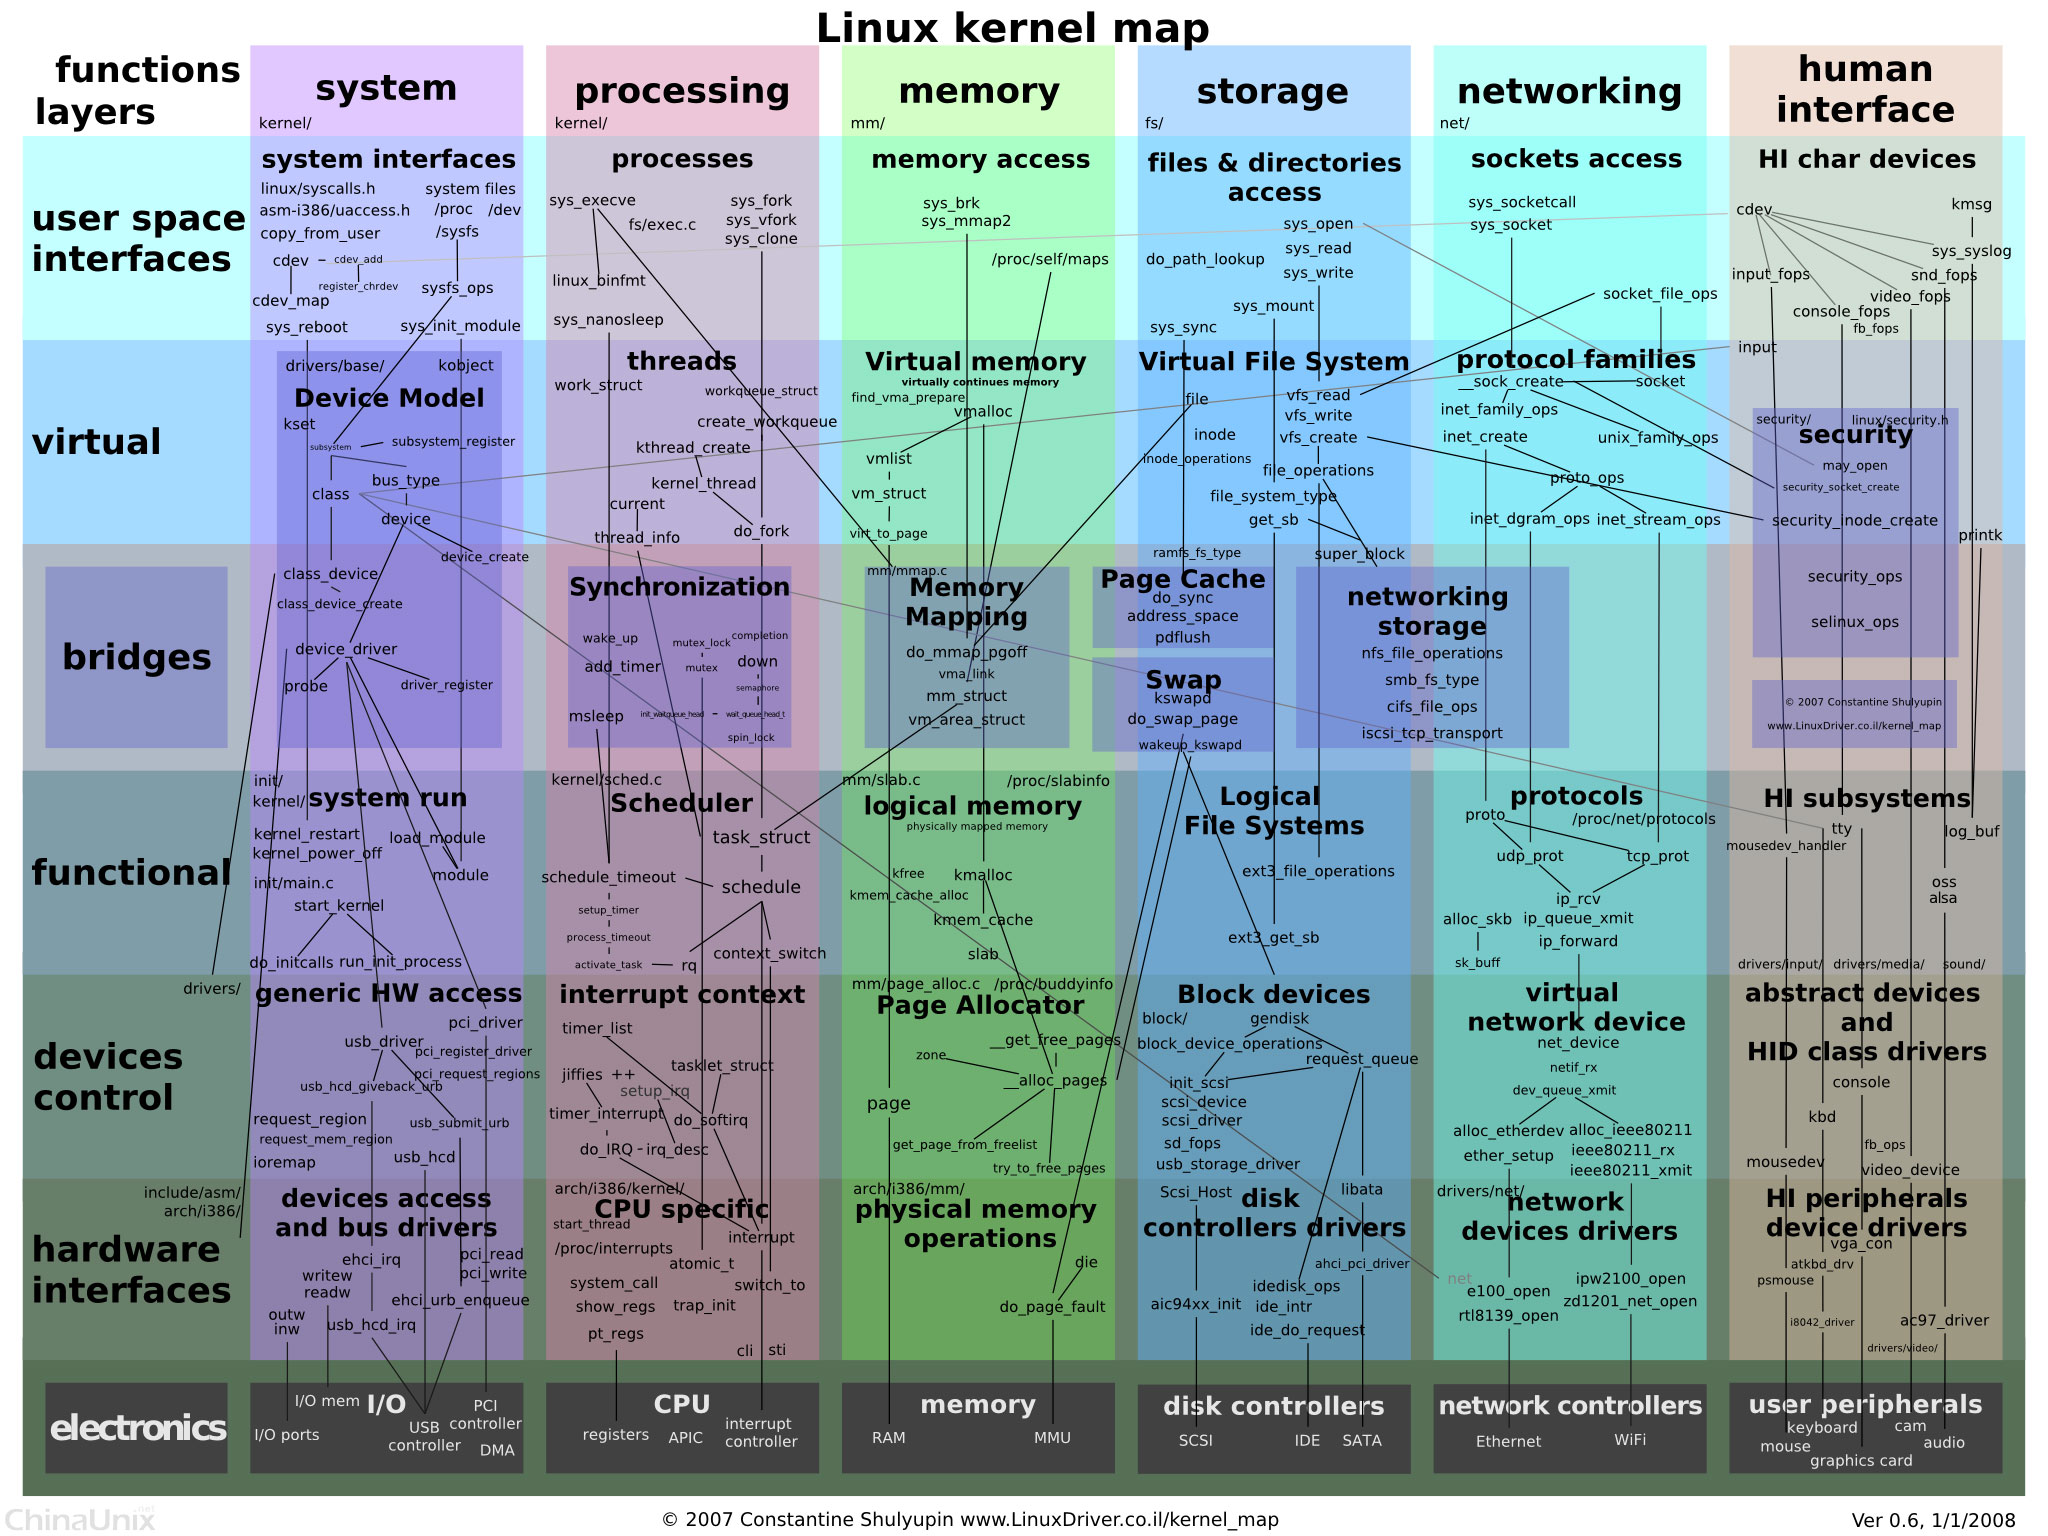 Linux kernel map
functions
layers
system
kernel/
processing
kernel/
memory
mm/
storage
fs/
networking
net/
human
interface
user space
interfaces
system interfaces
linux/syscalls.h
system files
asm-i386/uaccess.h
/proc /dev
copy_from_user
/sysfs
cdev - cdev_add
register_chrdev
sysfs_ops
cdev_map
sys_reboot
sys_init_module
processes
sys_execve
sys_fork
fs/exec.c
sys_vfork
sys_clone
linux_binfmt
sys_nanosleep
memory access
sys_brk
sys_mmap2
/proc/self/maps
files & directories
access
sys_open
sys_read
do_path_lookup
sys_write
sys_mount
sys_sync
sockets access
sys_socketcall
sys_socket
socket_file_ops
HI char devices
cdev
kmsg
sys_syslog
input_fops
snd_fops
video_fops
console_fops
fb_fops
virtual
drivers/base/
kobject
Device Model
kset
subsystem
subsystem_register
bus_type
class
device
device_create
threads
work_struct
workqueue_struct
create_workqueue
kthread_create
kernel_thread
current
do_fork
thread_info
Virtual memory
virtually continues memory
find_vma_prepare
vmalloc
vmlist
vm_struct
virt_to_page
Virtual File System
file
vfs_read
vfs_write
inode
vfs_create
inode_operations
file_operations
file_system_type
get_sb
ramfs_fs_type
super_block
protocol families
__sock_create
socket
inet_family_ops
inet_create
unix_family_ops
proto_ops
inet_dgram_ops
inet_stream_ops
input
security/
linux/security.h
security
may_open
security_socket_create
security_inode_create
printk
security_ops
selinux_ops
bridges
class_device
class_device_create
device_driver
probe
driver_register
Synchronization
wake_up
mutex_lock
completion
add_timer
mutex
down
semaphore
msleep
init_waitqueue_head - wait_queue_head_t
spin_lock
mm/mmap.c
Memory
Mapping
do_mmap_pgoff
vma_link
mm_struct
vm_area_struct
Page Cache
do_sync
address_space
pdflush
Swap
kswapd
do_swap_page
wakeup_kswapd
networking
storage
nfs_file_operations
smb_fs_type
cifs_file_ops
iscsi_tcp_transport
© 2007 Constantine Shulyupin
www.LinuxDriver.co.il/kernel_map
functional
init/
kernel/
system run
kernel_restart
load_module
kernel_power_off
module
init/main.c
start_kernel
do_initcalls
run_init_process
kernel/sched.c
Scheduler
task_struct
schedule_timeout
schedule
setup_timer
process_timeout
context_switch
activate_task
rq
mm/slab.c
/proc/slabinfo
logical memory
physically mapped memory
kfree
kmalloc
kmem_cache_alloc
kmem_cache
slab
Logical
File Systems
ext3_file_operations
ext3_get_sb
protocols
proto
/proc/net/protocols
udp_prot
tcp_prot
ip_rcv
alloc_skb
ip_queue_xmit
ip_forward
sk_buff
HI subsystems
tty
log_buf
mousedev_handler
oss
alsa
drivers/input/
drivers/media/
sound/
drivers/
devices
control
generic HW access
pci_driver
usb_driver
pci_register_driver
pci_request_regions
usb_hcd_giveback_urb
request_region
usb_submit_urb
request_mem_region
usb_hcd
ioremap
interrupt context
timer_list
tasklet_struct
jiffies ++
setup_irq
timer_interrupt
do_softirq
do_IRQ - irq_desc
mm/page_alloc.c
/proc/buddyinfo
Page Allocator
__get_free_pages
zone
__alloc_pages
page
get_page_from_freelist
try_to_free_pages
Block devices
block/
gendisk
block_device_operations
request_queue
init_scsi
scsi_device
scsi_driver
sd_fops
usb_storage_driver
virtual
network device
net_device
netif_rx
dev_queue_xmit
alloc_etherdev
alloc_ieee80211
ether_setup
ieee80211_rx
ieee80211_xmit
abstract devices
and
HID class drivers
console
kbd
fb_ops
mousedev
video_device
include/asm/
arch/i386/
hardware
interfaces
devices access
and bus drivers
ehci_irq
pci_read
pci_write
writew
readw
ehci_urb_enqueue
outw
inw
usb_hcd_irq
arch/i386/kernel/
CPU specific
start_thread
interrupt
/proc/interrupts
atomic_t
system_call
switch_to
show_regs
trap_init
pt_regs
cli sti
arch/i386/mm/
physical memory
operations
die
do_page_fault
Scsi_Host
libata
disk
controllers drivers
ahci_pci_driver
idedisk_ops
aic94xx_init
ide_intr
ide_do_request
drivers/net/
network
devices drivers
net
e100_open
ipw2100_open
zd1201_net_open
rtl8139_open
HI peripherals
device drivers
vga_con
atkbd_drv
psmouse
i8042_driver
ac97_driver
drivers/video/
electronics
I/O mem
I/O
I/O ports
USB
controller
PCI
controller
DMA
CPU
registers
APIC
interrupt
controller
memory
RAM
MMU
disk controllers
SCSI
IDE
SATA
network controllers
Ethernet
WiFi
user peripherals
keyboard
cam
mouse
audio
graphics card
ChinaUnix
.net
© 2007 Constantine Shulyupin www.LinuxDriver.co.il/kernel_map
Ver 0.6, 1/1/2008